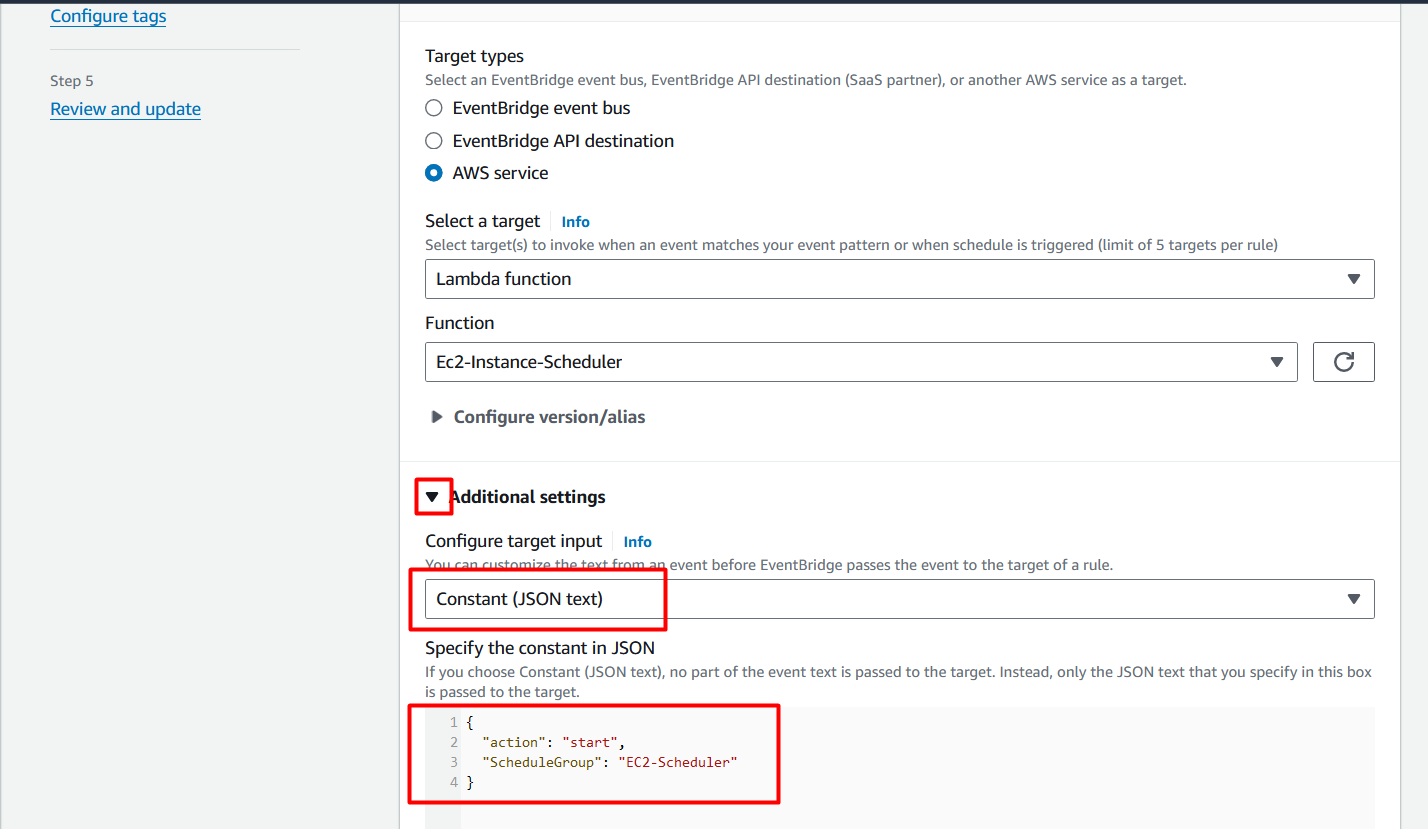 Configure tags
Step 5
Review and update
Target types
Select an EventBridge event bus, EventBridge API destination (SaaS partner), or another AWS service as a target.
EventBridge event bus
EventBridge API destination
AWS service
Select a target Info
Select target(s) to invoke when an event matches your event pattern or when schedule is triggered (limit of 5 targets per rule)
Lambda function
Function
Ec2-Instance-Scheduler
Configure version/alias
Additional settings
Configure target input Info
You can customize the text from an event before EventBridge passes the event to the target of a rule.
Constant (JSON text)
Specify the constant in JSON
If you choose Constant (JSON text), no part of the event text is passed to the target. Instead, only the JSON text that you specify in this box
is passed to the target.
1 {
2 "action": "start",
3 "ScheduleGroup": "EC2-Scheduler"
4 }